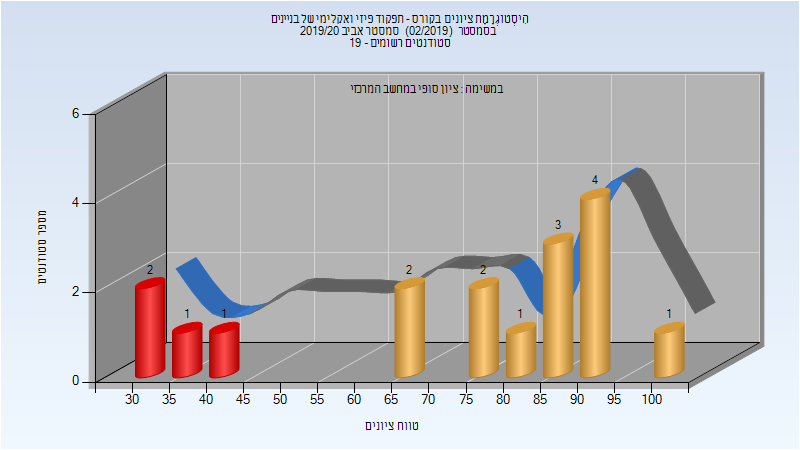 היסטוגרמת ציונים בקורס - תפקוד פיזי ואקלימי של בניינים
בסמסטר (02/2019) סמסטר אביב 2019/20
סטודנטים רשומים - 19
במשימה : ציון סופי במחשב המרכזי
6
4
2
0
מספר סטודנטים
2
1
1
2
2
1
3
4
1
30 35 40 45 50 55 60 65 70 75 80 85 90 95 100
טווח ציונים